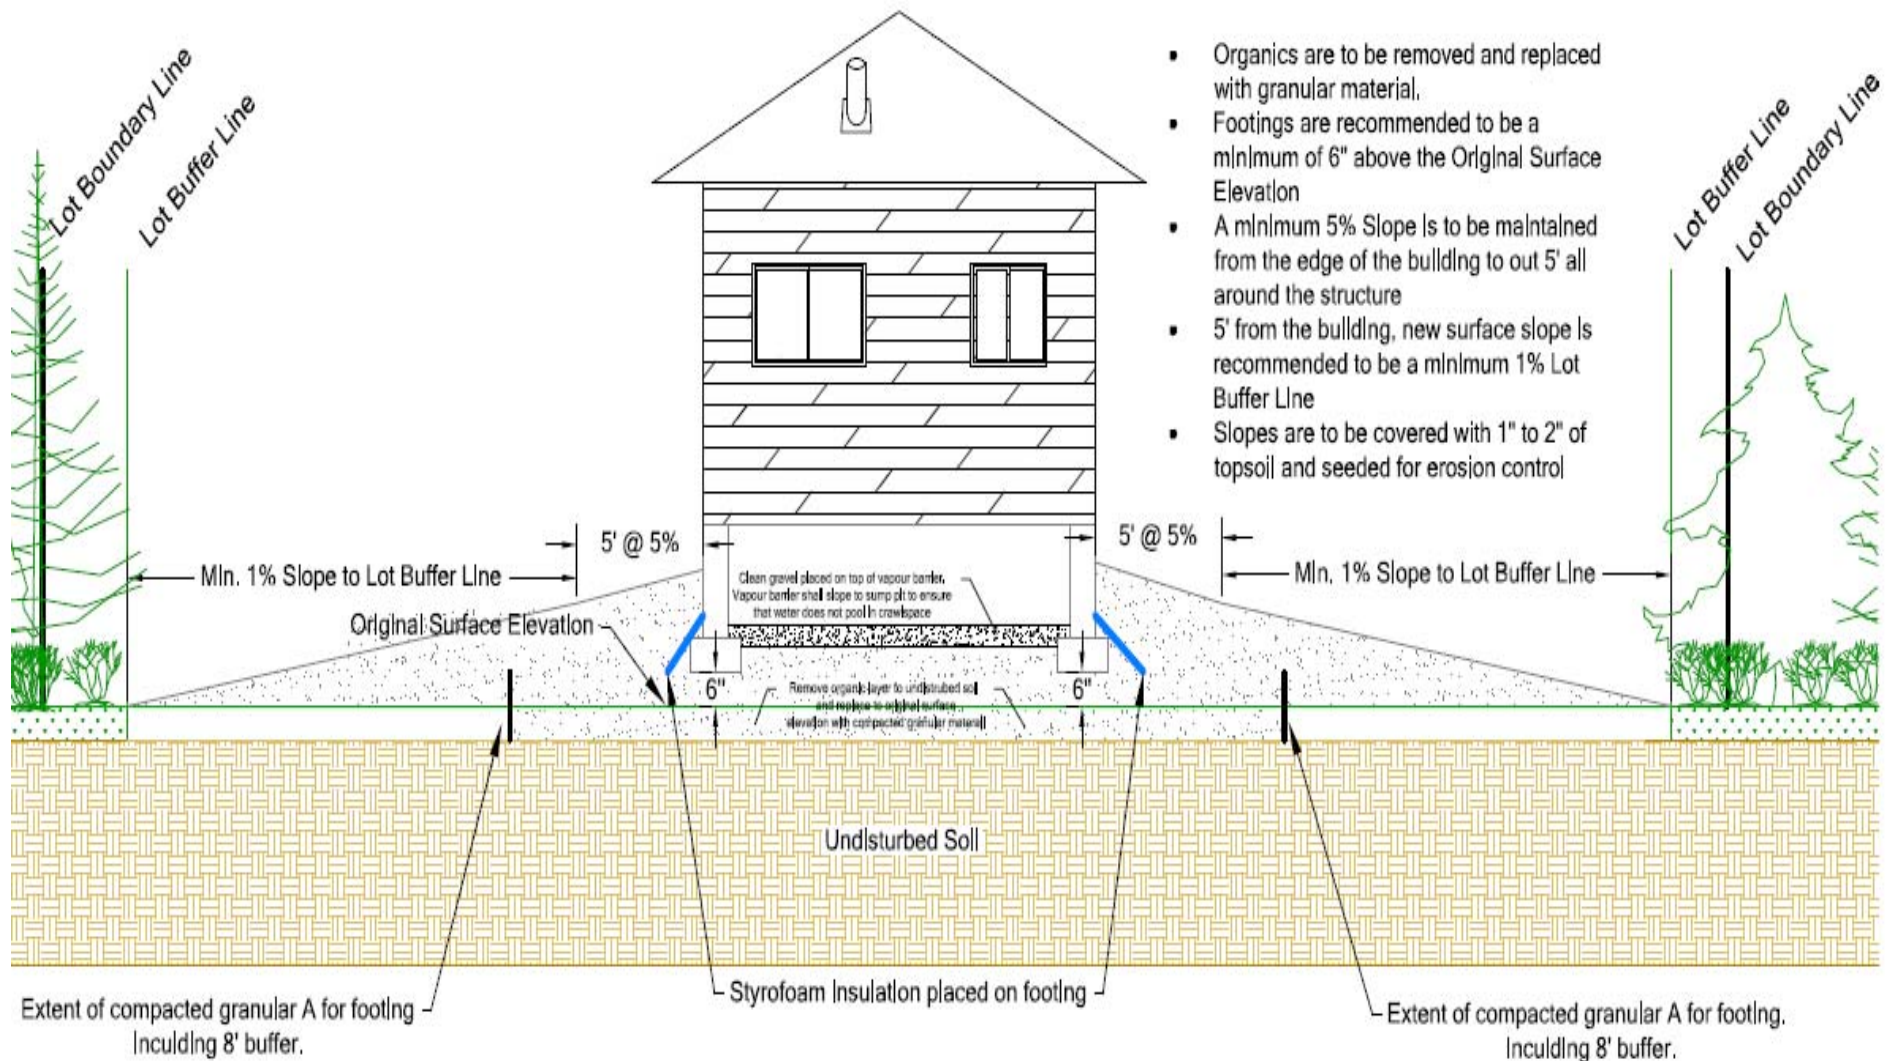 Lot Boundary Line
Lot Buffer Line
Lot Buffer Line
Lot Boundary Line
• Organics are to be removed and replaced
with granular material.
• Footings are recommended to be a
minimum of 6" above the Original Surface
Elevation
• A minimum 5% Slope is to be maintained
from the edge of the building to out 5' all
around the structure
• 5' from the building, new surface slope is
recommended to be a minimum 1% Lot
Buffer Line
• Slopes are to be covered with 1" to 2" of
topsoil and seeded for erosion control
5' @ 5%
5' @ 5%
Min. 1% Slope to Lot Buffer Line
Min. 1% Slope to Lot Buffer Line
Clean gravel placed on top of vapour barrier.
Vapour barrier shall slope to sump pit to ensure
that water does not pool in crawlspace
Original Surface Elevation
6"
6"
Remove organic layer to undistrubed soil
and replace to original surface
elevation with compacted granular material
Undisturbed Soil
Styrofoam Insulation placed on footing
Extent of compacted granular A for footing
Inculding 8' buffer.
Extent of compacted granular A for footing.
Inculding 8' buffer.